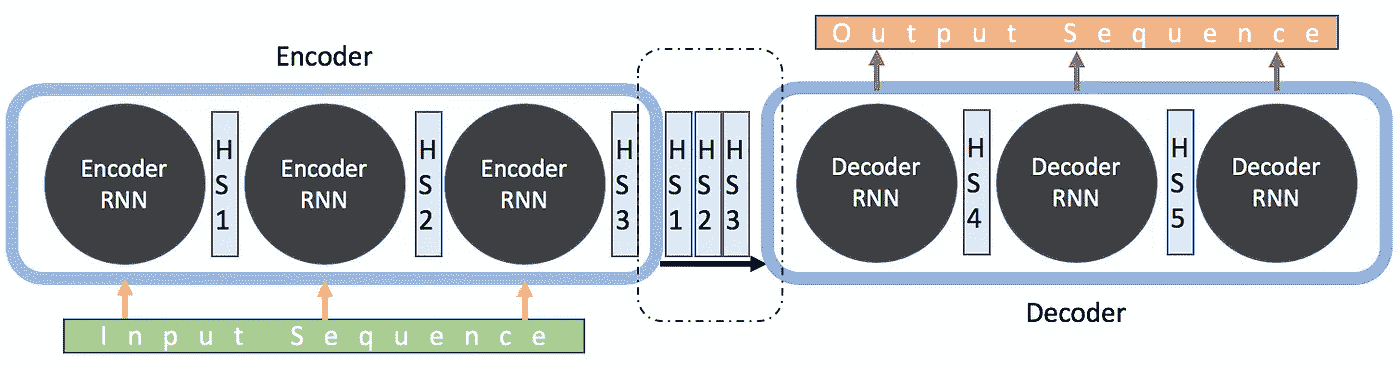 Output Sequence
Encoder
Encoder
RNN
HS1
Encoder
RNN
HS2
Encoder
RNN
HS3
HS1
HS2
HS3
Decoder
RNN
HS4
Decoder
RNN
HS5
Decoder
RNN
Decoder
Input Sequence